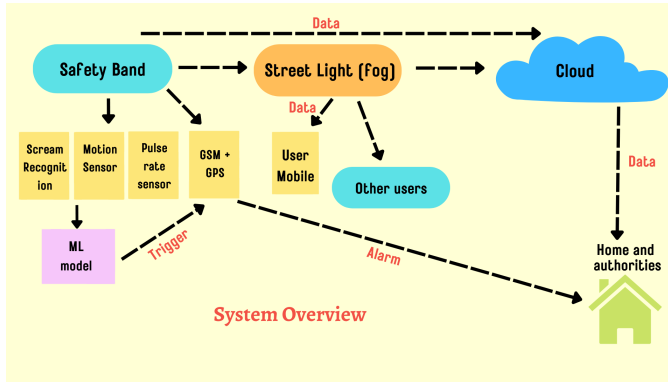 Data
Safety Band
Street Light (fog)
Cloud
Data
Scream
Recognit
ion
Motion
Sensor
Pulse
rate
sensor
GSM +
GPS
User
Mobile
Other users
Data
ML
model
Trigger
Alarm
Home and
authorities
System Overview